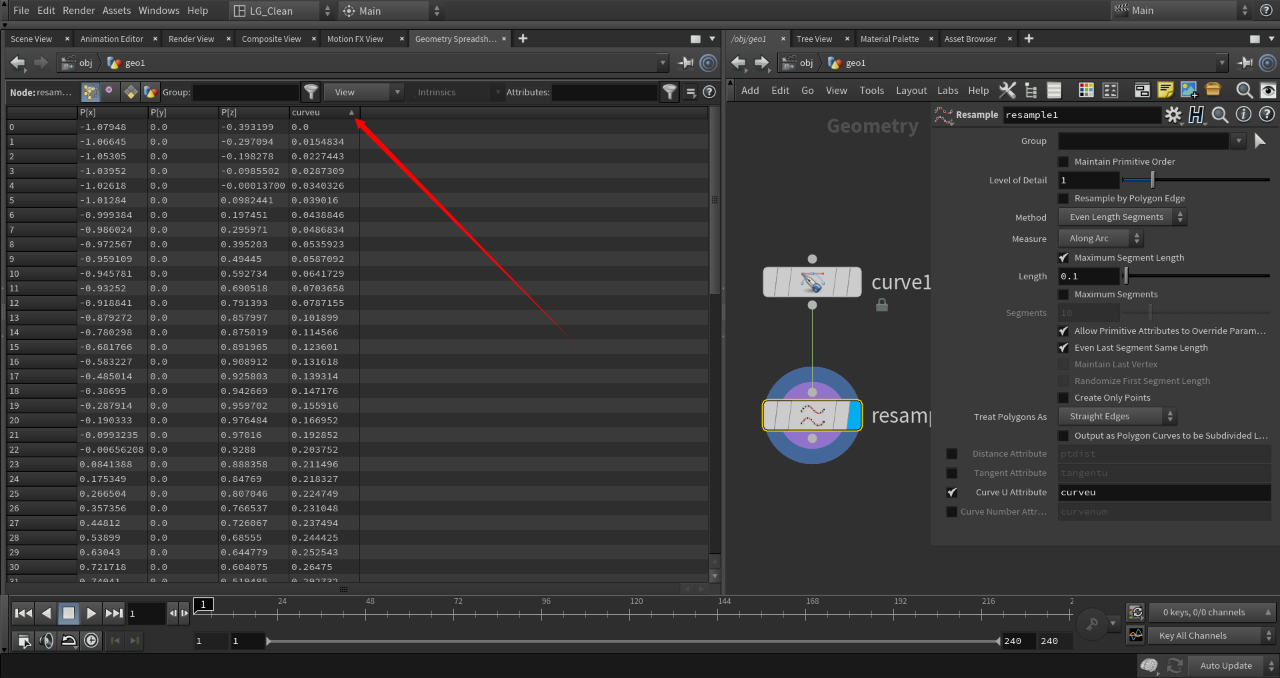 File Edit Render Assets Windows Help LG_Clean Main Main
Scene View × Animation Editor × Render View × Composite View × Motion FX View × Geometry Spreadsh... × +
/obj/geo1 × Tree View × Material Palette × Asset Browser × +
obj geo1
obj geo1
Node: resam... Group: View Intrinsics Attributes:
Add Edit Go View Tools Layout Labs Help
P[x] P[y] P[z] curveu
0 -1.07948 0.0 -0.393199 0.0
1 -1.06645 0.0 -0.297094 0.0154834
2 -1.05305 0.0 -0.198278 0.0227443
3 -1.03952 0.0 -0.0985502 0.0287309
4 -1.02618 0.0 -0.00013700 0.0340326
5 -1.01284 0.0 0.0982441 0.039016
6 -0.999384 0.0 0.197451 0.0438846
7 -0.986024 0.0 0.295971 0.0486834
8 -0.972567 0.0 0.395203 0.0535923
9 -0.959109 0.0 0.49445 0.0587092
10 -0.945781 0.0 0.592734 0.0641729
11 -0.93252 0.0 0.690518 0.0703658
12 -0.918841 0.0 0.791393 0.0787155
13 -0.879272 0.0 0.857997 0.101899
14 -0.780298 0.0 0.875019 0.114566
15 -0.681766 0.0 0.891965 0.123601
16 -0.583227 0.0 0.908912 0.131618
17 -0.485014 0.0 0.925803 0.139314
18 -0.38695 0.0 0.942669 0.147176
19 -0.287914 0.0 0.959702 0.155916
20 -0.190333 0.0 0.976484 0.166952
21 -0.0993235 0.0 0.97016 0.192852
22 -0.00656208 0.0 0.9288 0.203752
23 0.0841388 0.0 0.888358 0.211496
24 0.175349 0.0 0.84769 0.218327
25 0.266504 0.0 0.807046 0.224749
26 0.357356 0.0 0.766537 0.231048
27 0.44812 0.0 0.726067 0.237494
28 0.53899 0.0 0.68555 0.244425
29 0.63043 0.0 0.644779 0.252543
30 0.721718 0.0 0.604075 0.26475
Geometry
curve1
resamp
Resample resample1
Group
Maintain Primitive Order
Level of Detail 1
Resample by Polygon Edge
Method Even Length Segments
Measure Along Arc
Maximum Segment Length
Length 0.1
Maximum Segments
Segments 10
Allow Primitive Attributes to Override Param...
Even Last Segment Same Length
Maintain Last Vertex
Randomize First Segment Length
Create Only Points
Treat Polygons As Straight Edges
Output as Polygon Curves to be Subdivided L...
Distance Attribute ptdist
Tangent Attribute tangentu
Curve U Attribute curveu
Curve Number Attr... curvenum
1 1 24 48 72 96 120 144 168 192 216 2
0 keys, 0/0 channels
1 1 240 240
Key All Channels
Auto Update